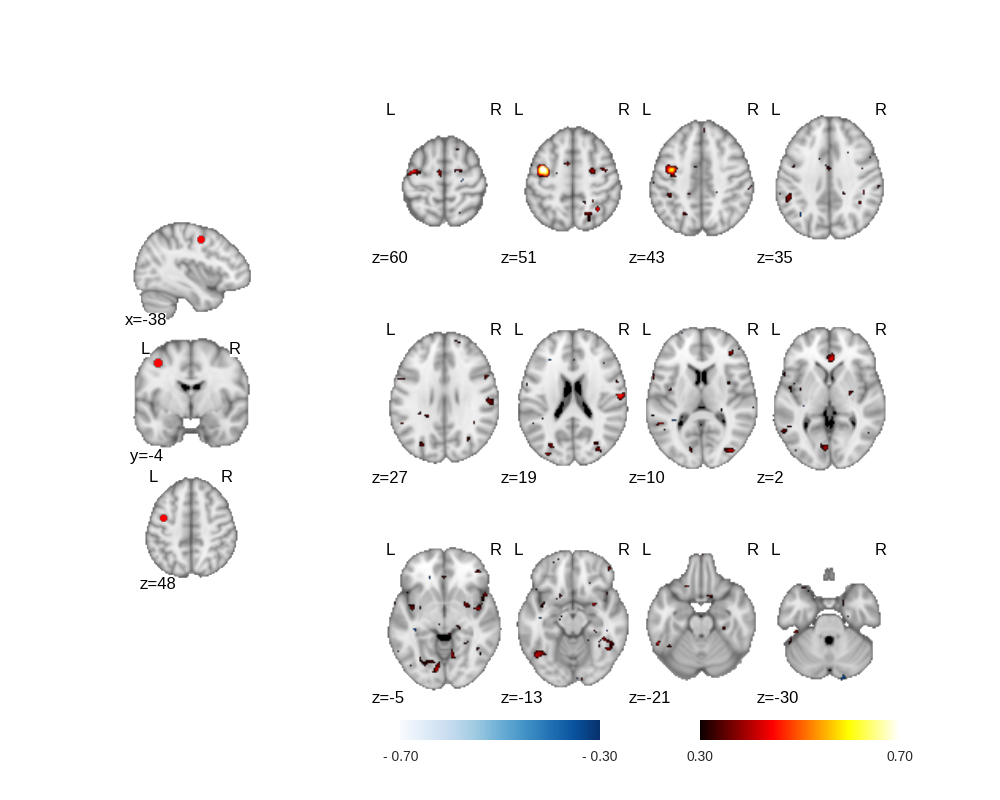 L R L R L R L R
z=60 z=51 z=43 z=35
x=-38
L R L R L R L R
L R
y=-4
z=27 z=19 z=10 z=2
L R
z=48
L R L R L R L R
z=-5 z=-13 z=-21 z=-30
- 0.70 - 0.30 0.30 0.70